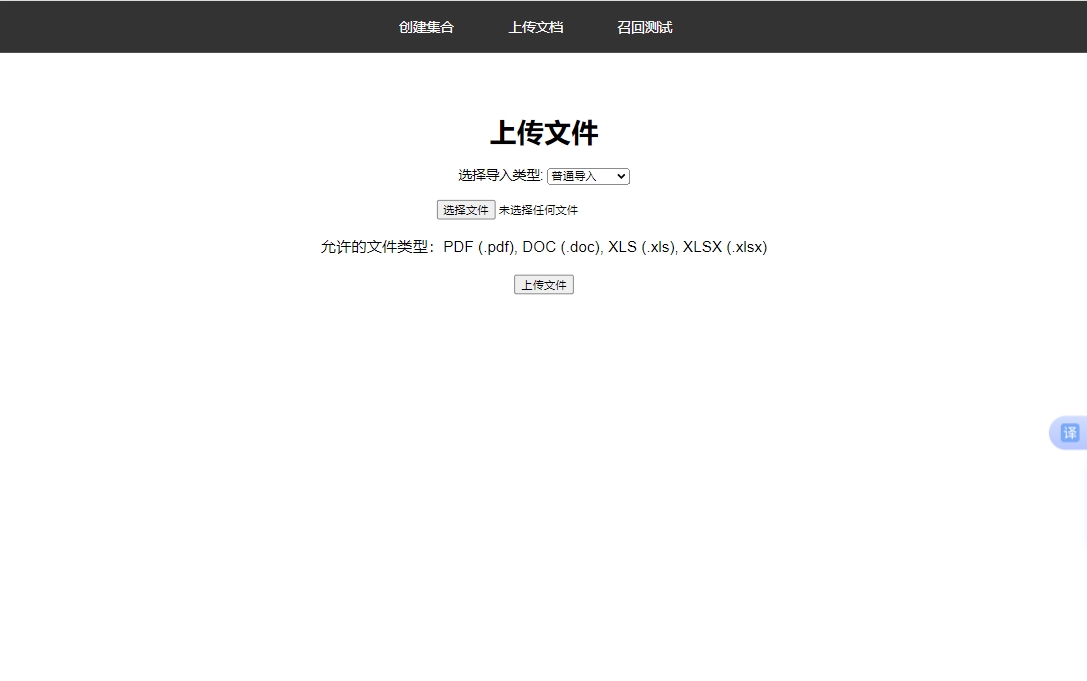 创建集合 上传文档 召回测试
上传文件
选择导入类型: 普通导入
选择文件 未选择任何文件
允许的文件类型：PDF (.pdf), DOC (.doc), XLS (.xls), XLSX (.xlsx)
上传文件
译